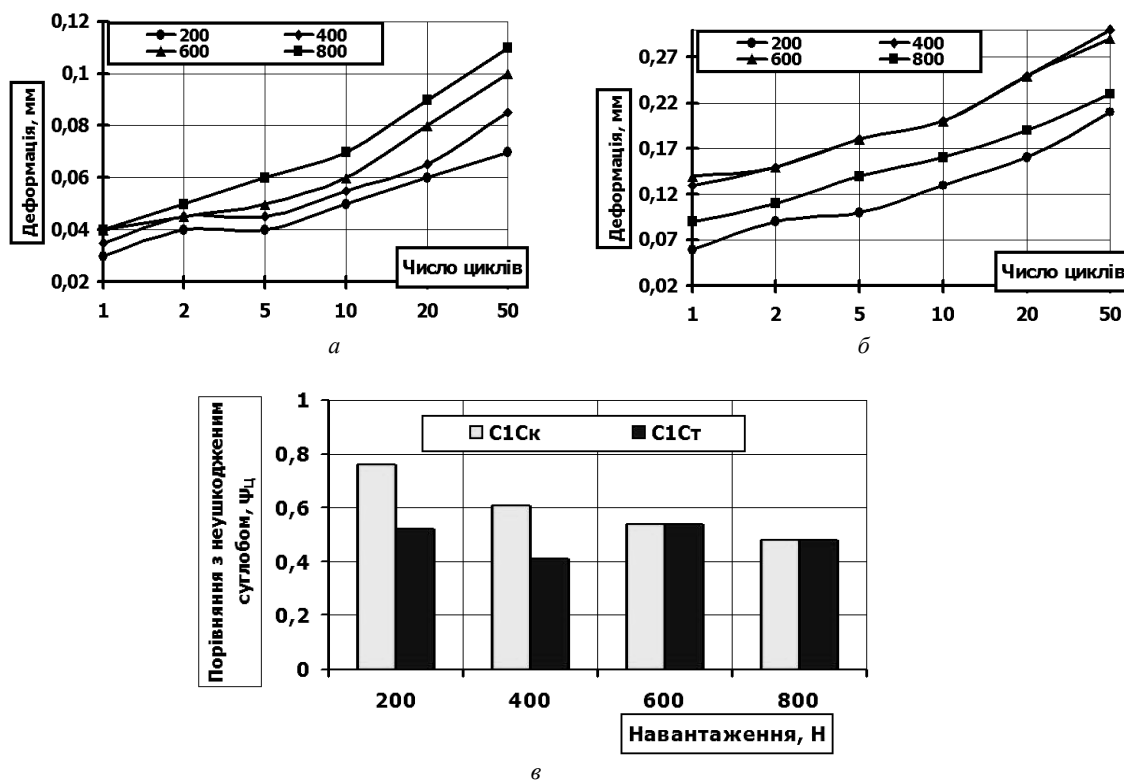 0,12
0,1
0,08
0,06
0,04
0,02
Деформація, мм
200 400
600 800
Число циклів
1 2 5 10 20 50
а
0,27
0,22
0,17
0,12
0,07
0,02
Деформація, мм
200 400
600 800
Число циклів
1 2 5 10 20 50
б
1
0,8
0,6
0,4
0,2
0
Порівняння з неушкодженим
суглобом, ψц
С1Ск С1Ст
200 400 600 800
Навантаження, Н
в